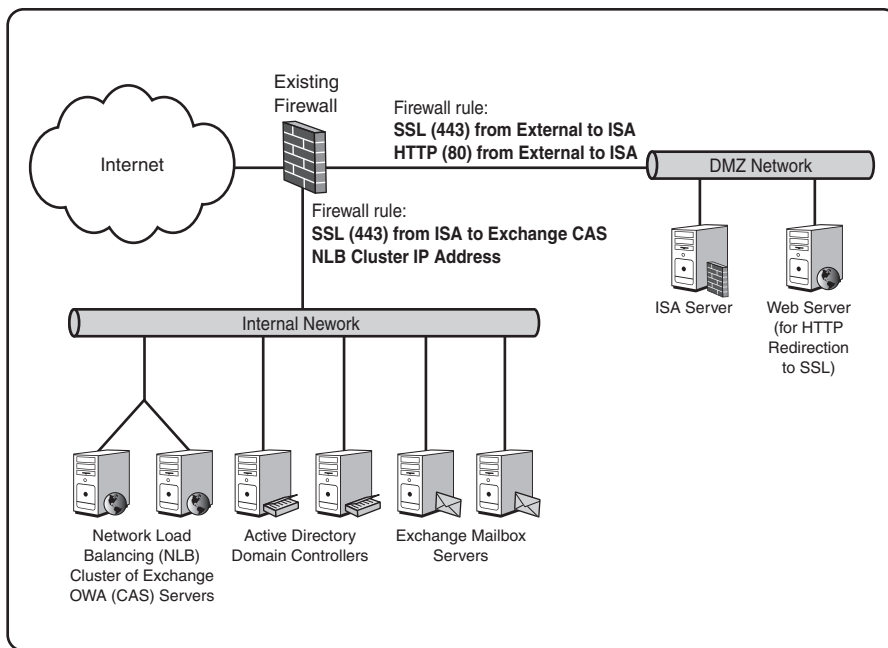 Existing
Firewall
Internet
Firewall rule:
SSL (443) from External to ISA
HTTP (80) from External to ISA
DMZ Network
Firewall rule:
SSL (443) from ISA to Exchange CAS
NLB Cluster IP Address
ISA Server
Web Server
(for HTTP
Redirection
to SSL)
Internal Nework
Network Load
Balancing (NLB)
Cluster of Exchange
OWA (CAS) Servers
Active Directory
Domain Controllers
Exchange Mailbox
Servers